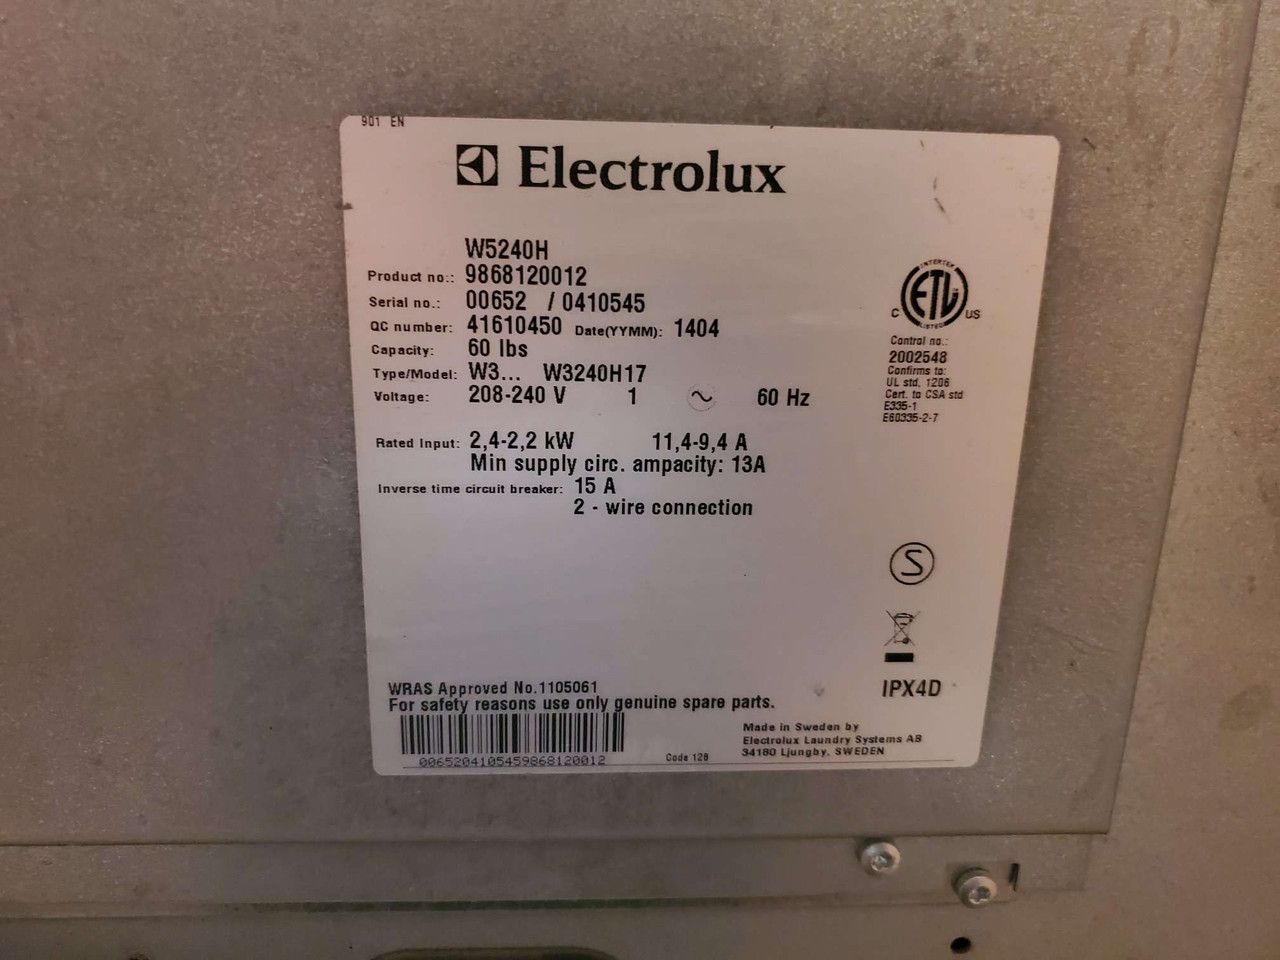 901 EN
Electrolux
W5240H
Product no.: 9868120012
Serial no.: 00652 / 0410545
QC number: 41610450 Date(YYMM): 1404
Capacity: 60 lbs
Type/Model: W3... W3240H17
Voltage: 208-240 V 1 ~ 60 Hz
Rated Input: 2,4-2,2 kW 11,4-9,4 A
Min supply circ. ampacity: 13A
Inverse time circuit breaker: 15 A
2 - wire connection
INTERTEK
ETL
C US
LISTED
Control no.:
2002548
Confirms to:
UL std. 1206
Cert. to CSA std
E335-1
E60335-2-7
S
IPX4D
WRAS Approved No.1105061
For safety reasons use only genuine spare parts.
0065204105459868120012
Code 128
Made in Sweden by
Electrolux Laundry Systems AB
34180 Ljungby, SWEDEN